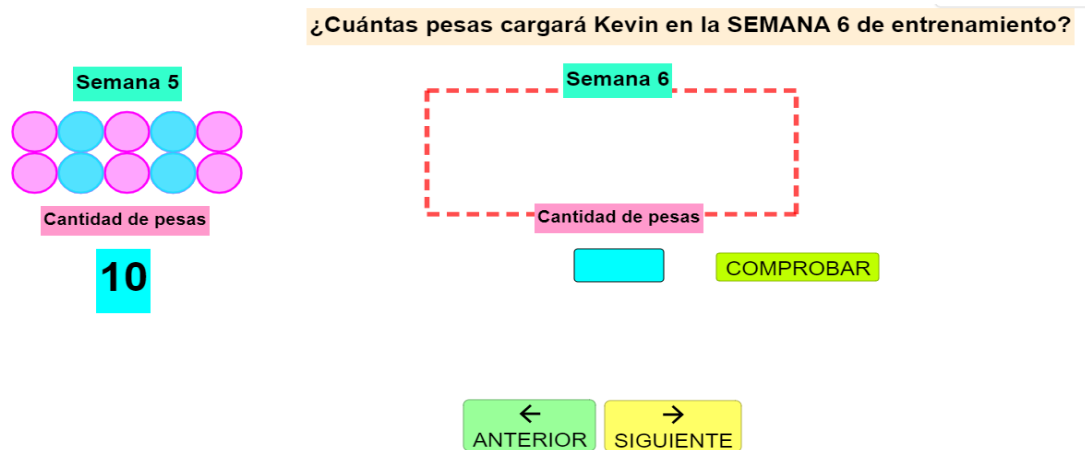 ¿Cuántas pesas cargará Kevin en la SEMANA 6 de entrenamiento?
Semana 5
Semana 6
Cantidad de pesas
Cantidad de pesas
10
COMPROBAR
←
ANTERIOR
→
SIGUIENTE